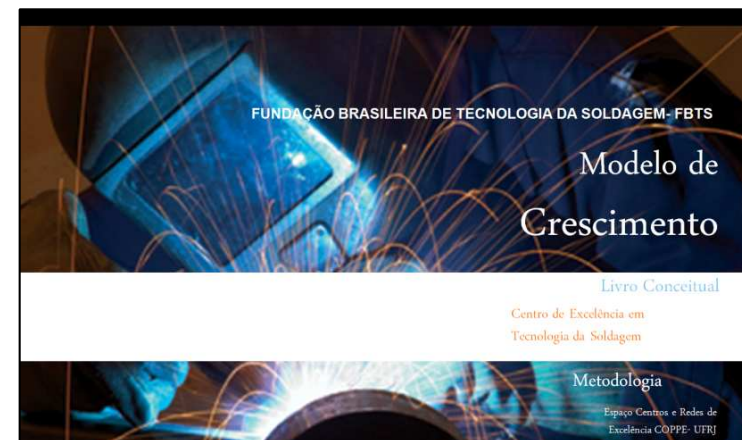 FUNDAÇÃO BRASILEIRA DE TECNOLOGIA DA SOLDAGEM- FBTS
Modelo de
Crescimento
Livro Conceitual
Centro de Excelência em
Tecnologia da Soldagem
Metodologia
Espaço Centros e Redes de
Excelência COPPE- UFRJ